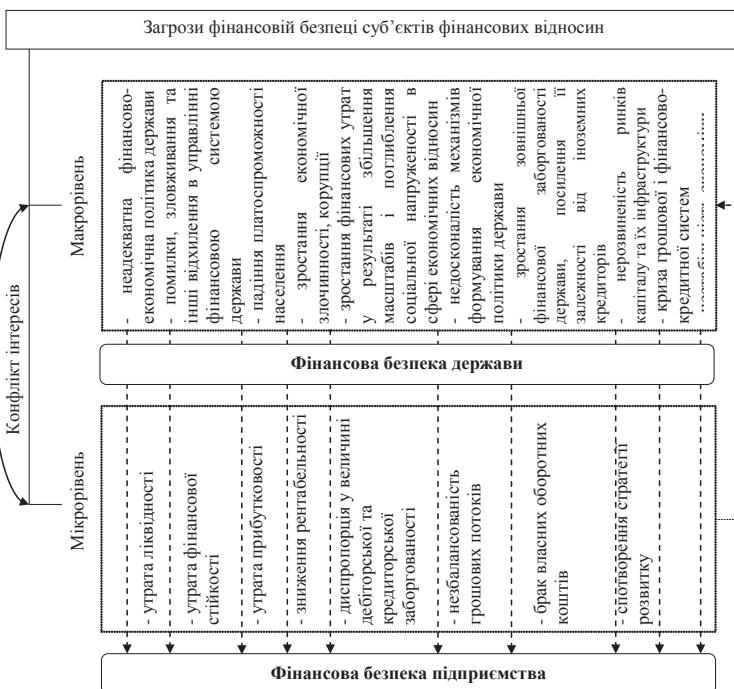 Загрози фінансовій безпеці суб’єктів фінансових відносин
Конфлікт інтересів
Макрорівень
- неадекватна фінансово-
економічна політика держави
- помилки, зловживання та
інші відхилення в управлінні
фінансовою системою
держави
- падіння платоспроможності
населення
- зростання економічної
злочинності, корупції
- зростання фінансових утрат
у результаті збільшення
масштабів і поглиблення
соціальної напруженості в
сфері економічних відносин
- недосконалість механізмів
формування економічної
політики держави
- зростання зовнішньої
фінансової заборгованості
держави, посилення її
залежності від іноземних
кредиторів
- нерозвиненість ринків
капіталу та їх інфраструктури
- криза грошової і фінансово-
кредитної систем
Фінансова безпека держави
Мікрорівень
- утрата ліквідності
- утрата фінансової
стійкості
- утрата прибутковості
- зниження рентабельності
- диспропорція у величині
дебіторської та
кредиторської
заборгованості
- незбалансованість
грошових потоків
- брак власних оборотних
коштів
- спотворення стратегії
розвитку
Фінансова безпека підприємства